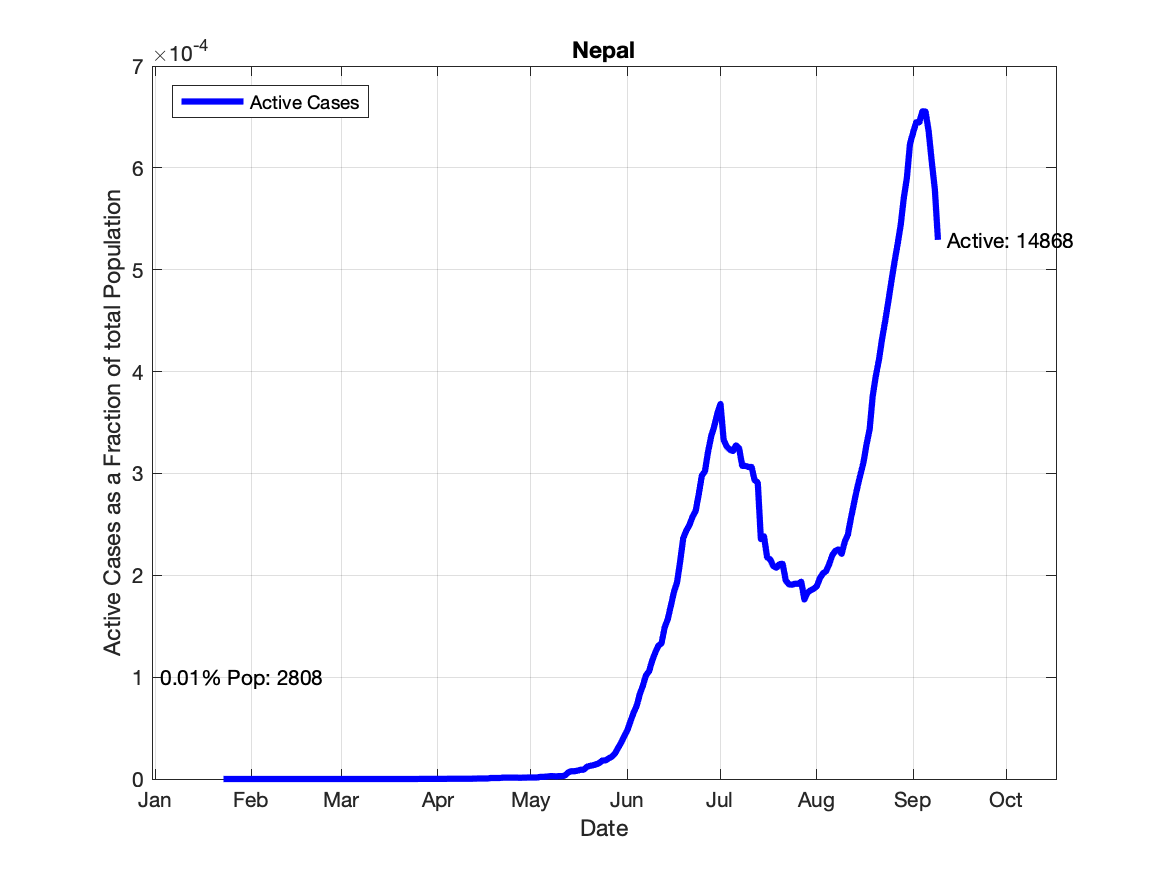 Nepal
×10-4
7
6
5
4
3
2
1
0
Active Cases as a Fraction of total Population
Active Cases
Active: 14868
0.01% Pop: 2808
Jan Feb Mar Apr May Jun Jul Aug Sep Oct
Date